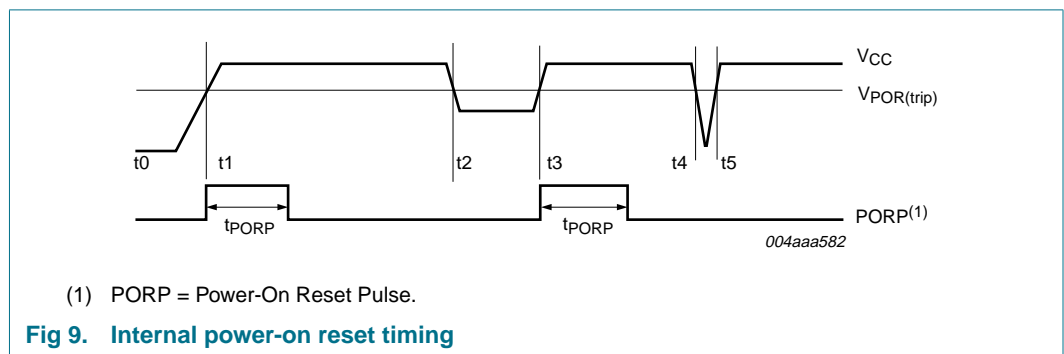 VCC
VPOR(trip)
t0 t1 t2 t3 t4 t5
PORP(1)
tPORP tPORP
004aaa582
(1) PORP = Power-On Reset Pulse.
Fig 9. Internal power-on reset timing